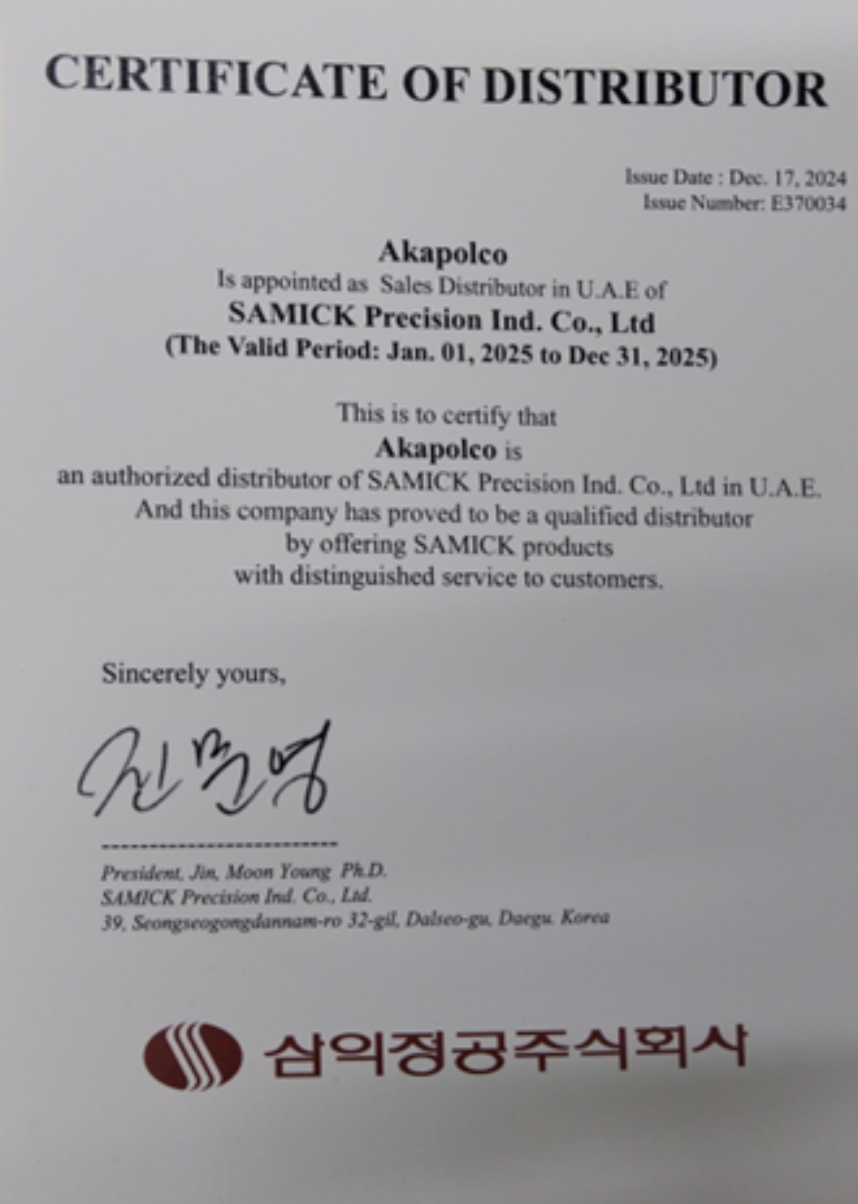 CERTIFICATE OF DISTRIBUTOR
Issue Date : Dec. 17, 2024
Issue Number: E370034
Akapolco
Is appointed as Sales Distributor in U.A.E of
SAMICK Precision Ind. Co., Ltd
(The Valid Period: Jan. 01, 2025 to Dec 31, 2025)
This is to certify that
Akapolco is
an authorized distributor of SAMICK Precision Ind. Co., Ltd in U.A.E.
And this company has proved to be a qualified distributor
by offering SAMICK products
with distinguished service to customers.
Sincerely yours,
진문영
-------------------------
President, Jin, Moon Young Ph.D.
SAMICK Precision Ind. Co., Ltd.
39, Seongseogongdannam-ro 32-gil, Dalseo-gu, Daegu. Korea
삼익정공주식회사